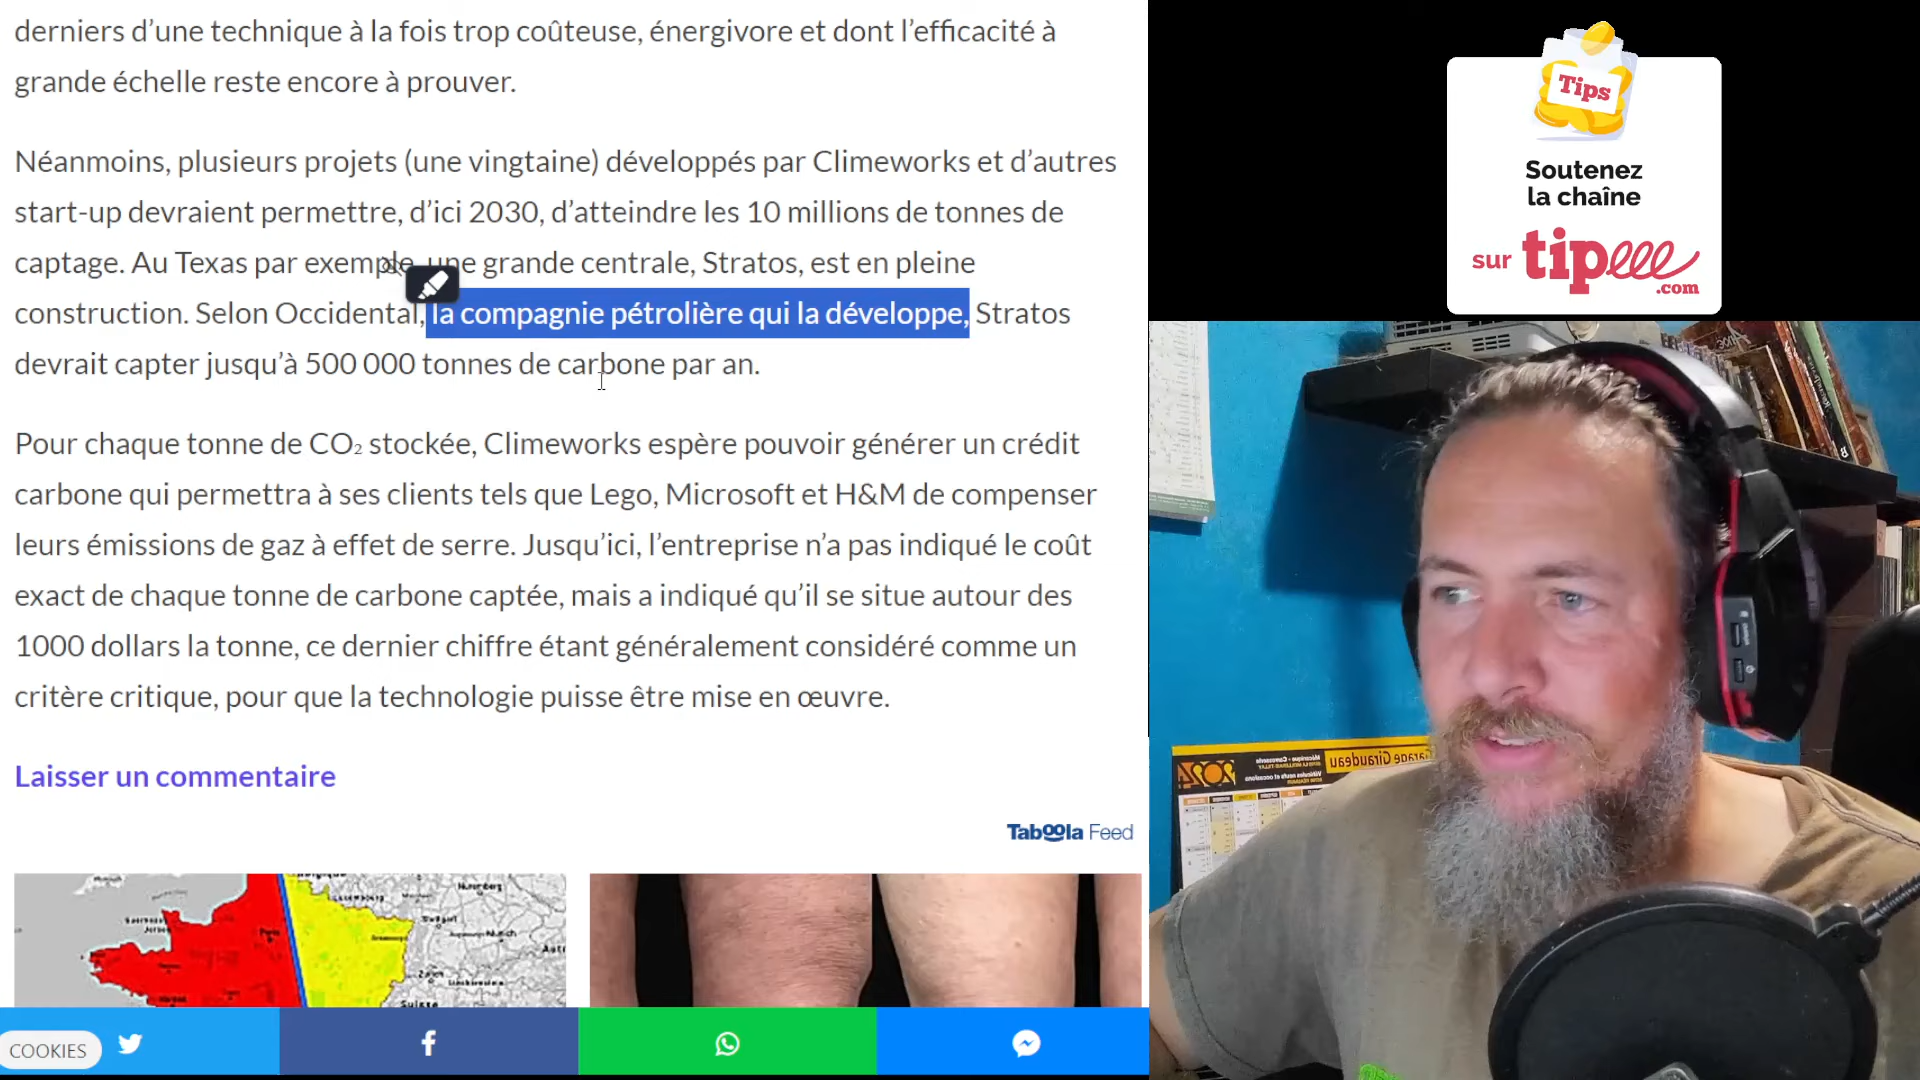 derniers d’une technique à la fois trop coûteuse, énergivore et dont l’efficacité à
grande échelle reste encore à prouver.
Néanmoins, plusieurs projets (une vingtaine) développés par Climeworks et d’autres
start-up devraient permettre, d’ici 2030, d’atteindre les 10 millions de tonnes de
captage. Au Texas par exemple, une grande centrale, Stratos, est en pleine
construction. Selon Occidental, la compagnie pétrolière qui la développe, Stratos
devrait capter jusqu’à 500 000 tonnes de carbone par an.
Pour chaque tonne de CO₂ stockée, Climeworks espère pouvoir générer un crédit
carbone qui permettra à ses clients tels que Lego, Microsoft et H&M de compenser
leurs émissions de gaz à effet de serre. Jusqu’ici, l’entreprise n’a pas indiqué le coût
exact de chaque tonne de carbone captée, mais a indiqué qu’il se situe autour des
1000 dollars la tonne, ce dernier chiffre étant généralement considéré comme un
critère critique, pour que la technologie puisse être mise en œuvre.
Laisser un commentaire
Taboola Feed
Nuremberg
Stuttgart
Munich
Zurich
Suisse
COOKIES
Tips
Soutenez
la chaîne
sur tipeee
.com
Garage Giraudeau
2024